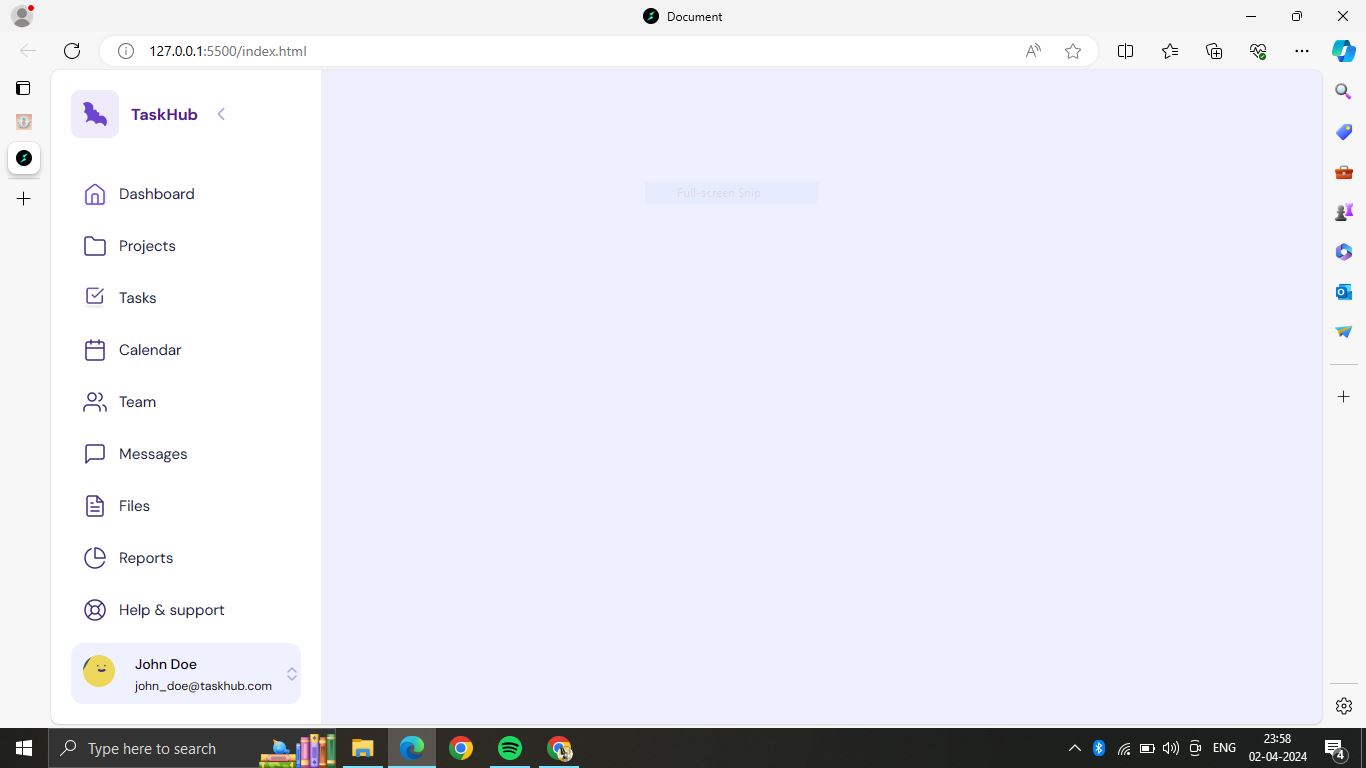 Document
127.0.0.1:5500/index.html
TaskHub
Dashboard
Full-screen Snip
Projects
Tasks
Calendar
Team
Messages
Files
Reports
Help & support
John Doe
john_doe@taskhub.com
Type here to search
ENG
23:58
02-04-2024
4